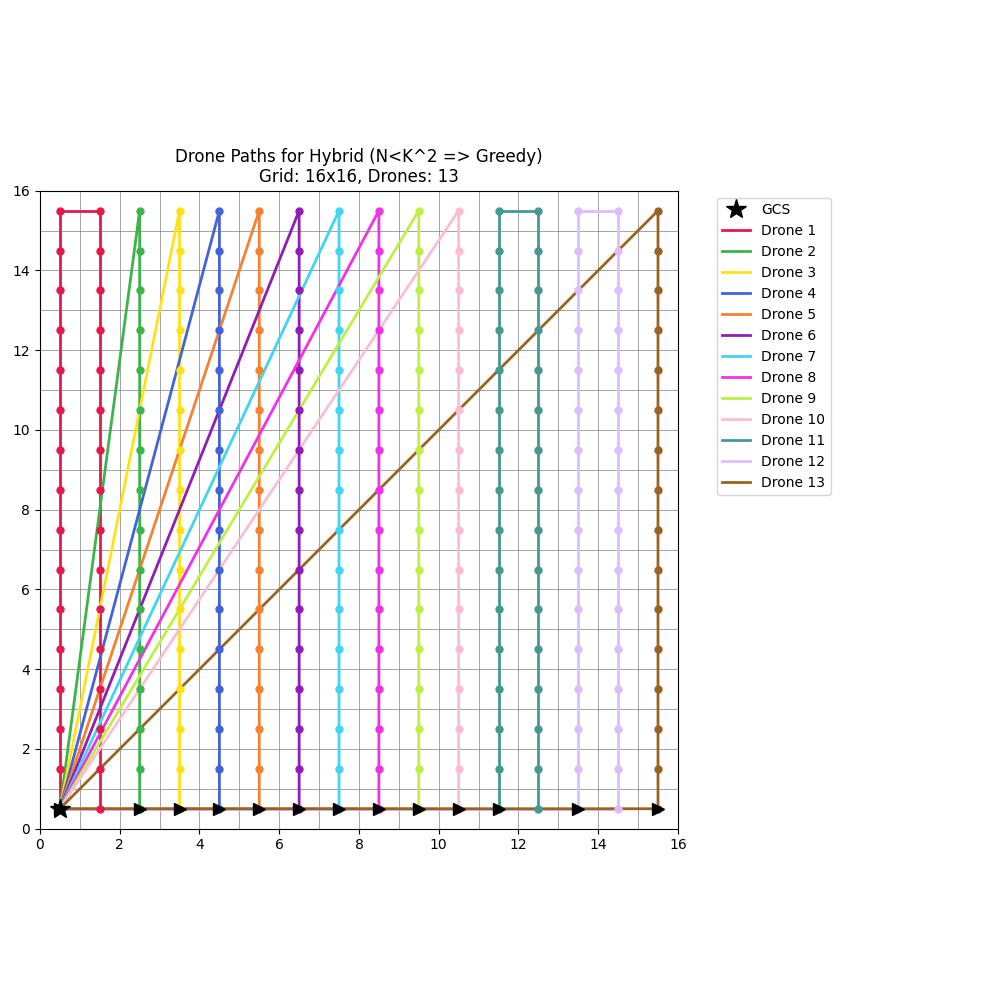 Drone Paths for Hybrid (N<K^2 => Greedy)
Grid: 16x16, Drones: 13
16
14
12
10
8
6
4
2
0
0 2 4 6 8 10 12 14 16
GCS
Drone 1
Drone 2
Drone 3
Drone 4
Drone 5
Drone 6
Drone 7
Drone 8
Drone 9
Drone 10
Drone 11
Drone 12
Drone 13